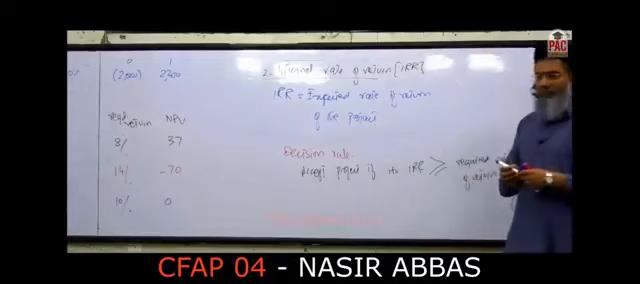 0 1
(2,000) 2,200
reqd return NPV
8% 37
14% -70
10% 0
2- Internal rate of return [IRR]
IRR = Expected rate of return
of the project
Decision rule.
Accept project if its IRR ≥ required
of return
PAC
CFAP 04 - NASIR ABBAS